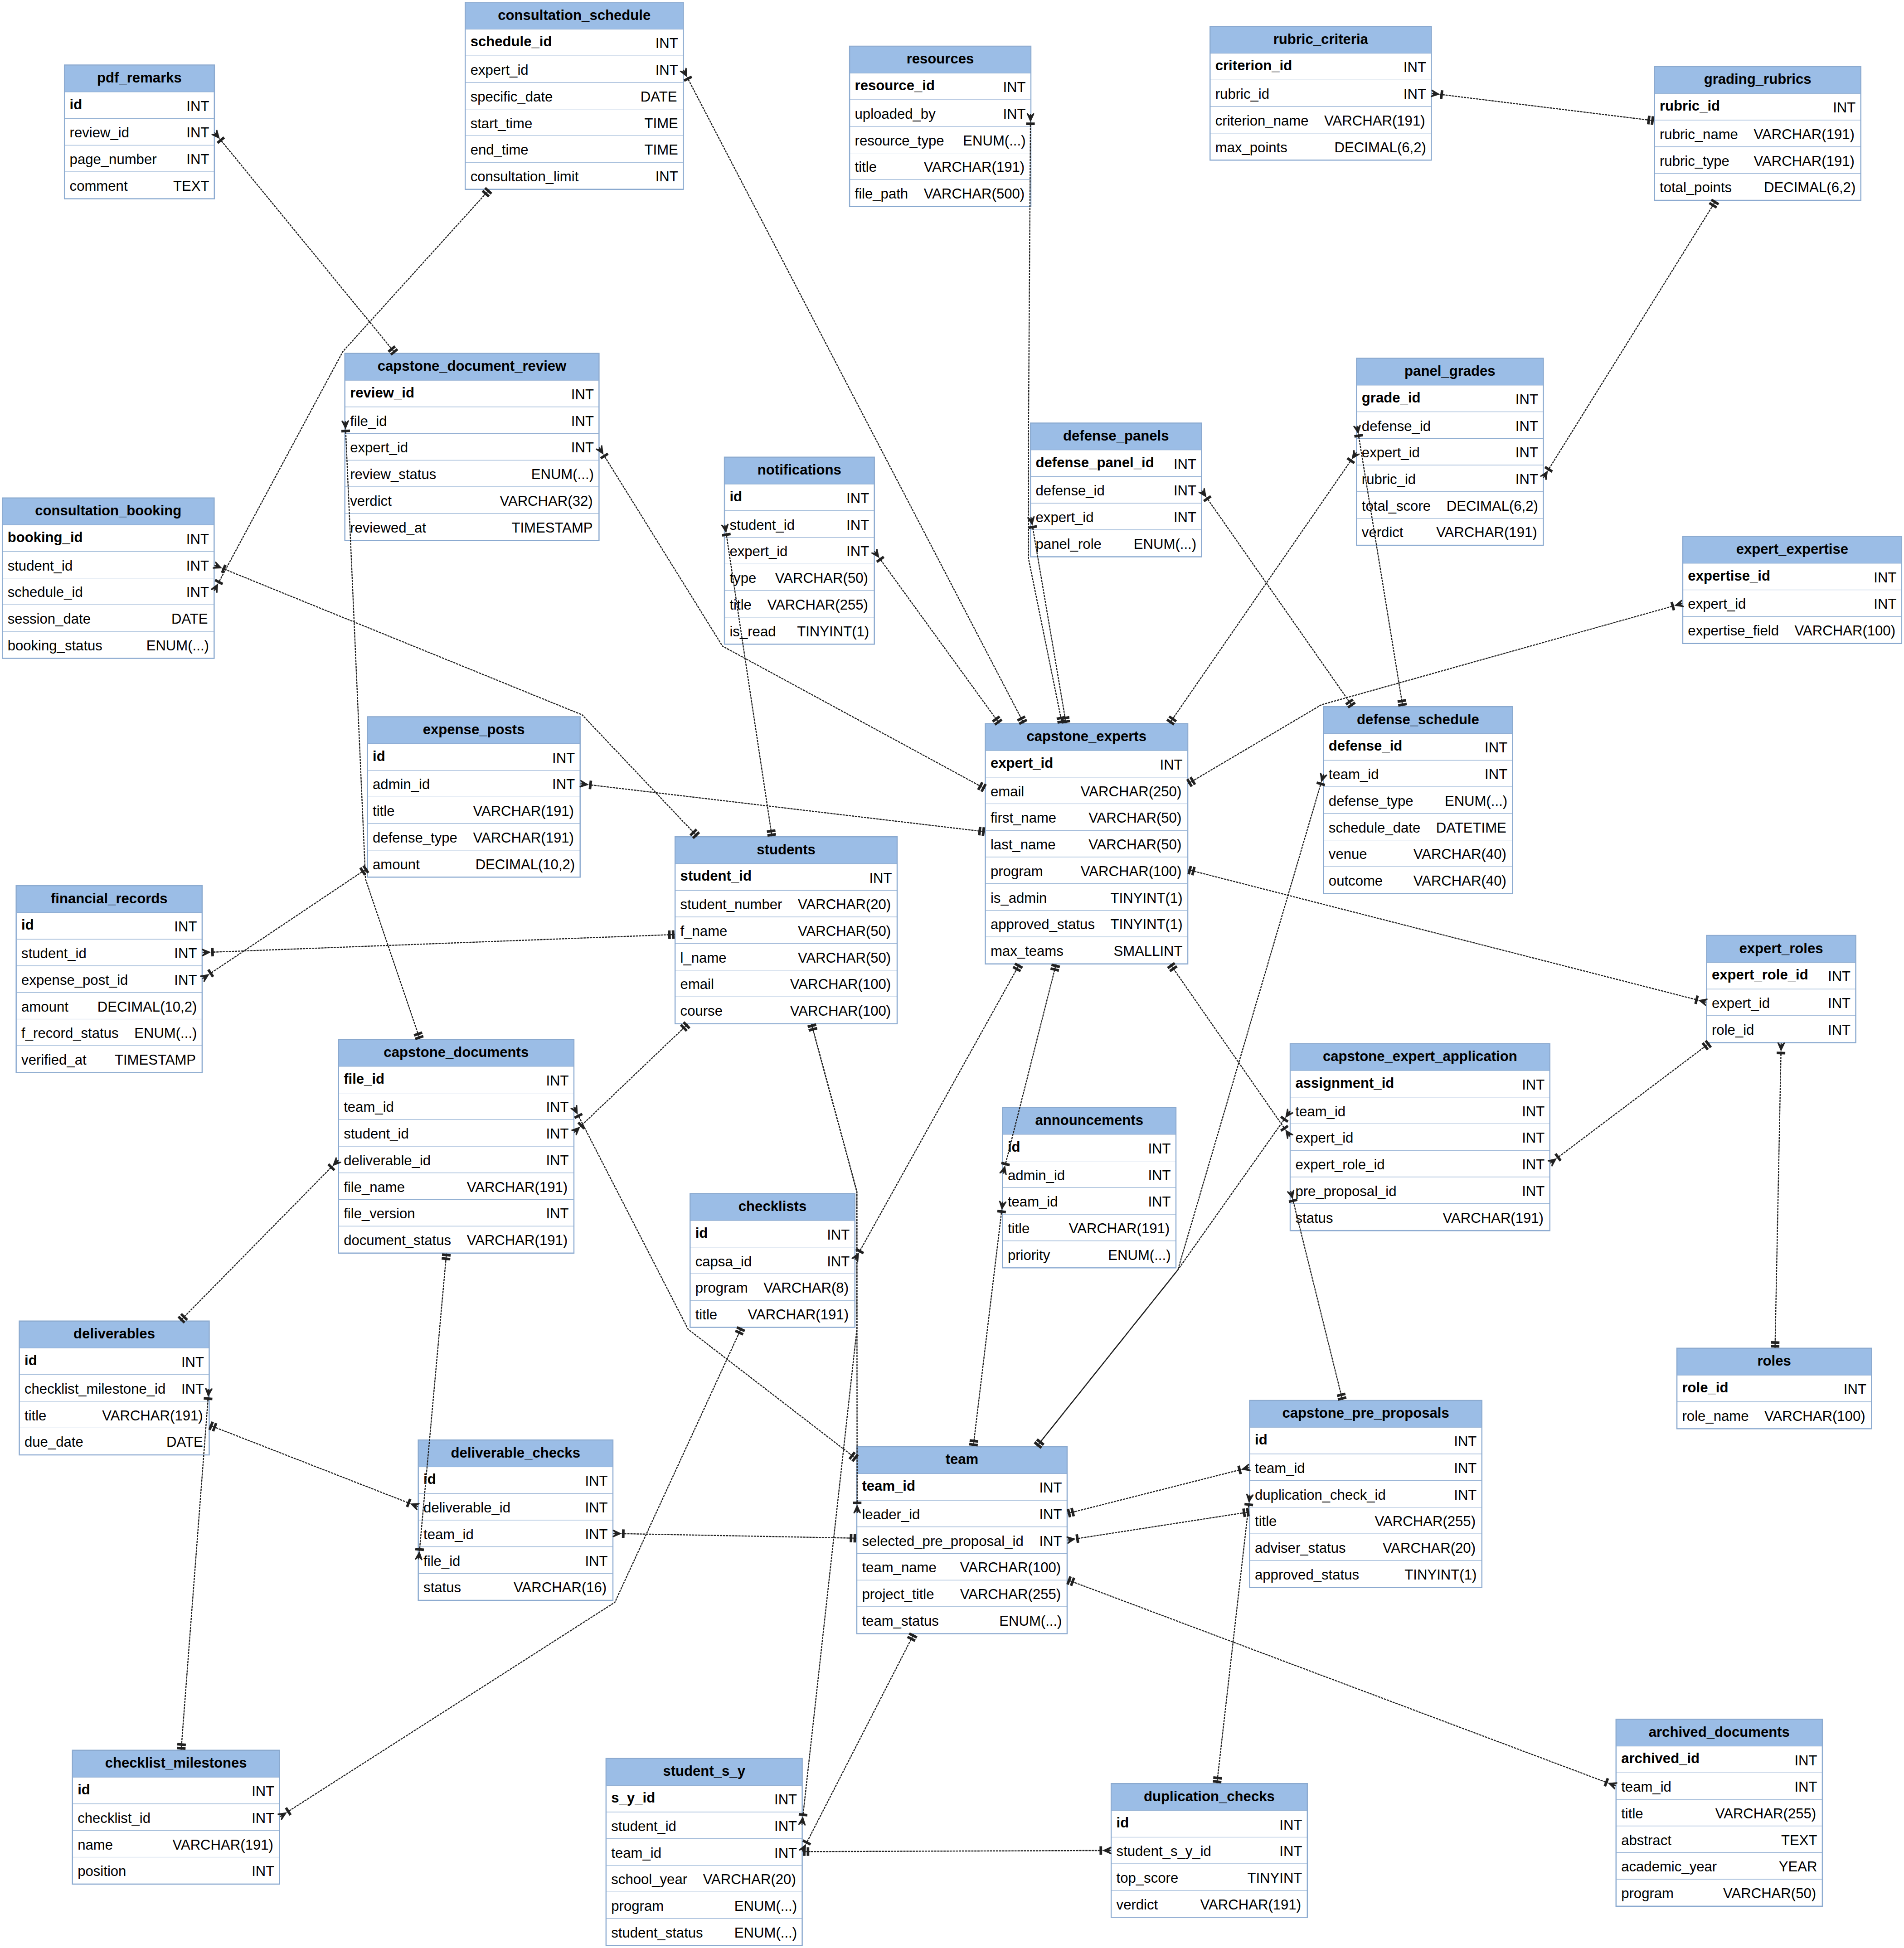 consultation_schedule
schedule_id INT
expert_id INT
specific_date DATE
start_time TIME
end_time TIME
consultation_limit INT
rubric_criteria
criterion_id INT
rubric_id INT
criterion_name VARCHAR(191)
max_points DECIMAL(6,2)
resources
resource_id INT
uploaded_by INT
resource_type ENUM(...)
title VARCHAR(191)
file_path VARCHAR(500)
pdf_remarks
id INT
review_id INT
page_number INT
comment TEXT
grading_rubrics
rubric_id INT
rubric_name VARCHAR(191)
rubric_type VARCHAR(191)
total_points DECIMAL(6,2)
capstone_document_review
review_id INT
file_id INT
expert_id INT
review_status ENUM(...)
verdict VARCHAR(32)
reviewed_at TIMESTAMP
panel_grades
grade_id INT
defense_id INT
expert_id INT
rubric_id INT
total_score DECIMAL(6,2)
verdict VARCHAR(191)
defense_panels
defense_panel_id INT
defense_id INT
expert_id INT
panel_role ENUM(...)
notifications
id INT
student_id INT
expert_id INT
type VARCHAR(50)
title VARCHAR(255)
is_read TINYINT(1)
consultation_booking
booking_id INT
student_id INT
schedule_id INT
session_date DATE
booking_status ENUM(...)
expert_expertise
expertise_id INT
expert_id INT
expertise_field VARCHAR(100)
defense_schedule
defense_id INT
team_id INT
defense_type ENUM(...)
schedule_date DATETIME
venue VARCHAR(40)
outcome VARCHAR(40)
expense_posts
id INT
admin_id INT
title VARCHAR(191)
defense_type VARCHAR(191)
amount DECIMAL(10,2)
capstone_experts
expert_id INT
email VARCHAR(250)
first_name VARCHAR(50)
last_name VARCHAR(50)
program VARCHAR(100)
is_admin TINYINT(1)
approved_status TINYINT(1)
max_teams SMALLINT
students
student_id INT
student_number VARCHAR(20)
f_name VARCHAR(50)
l_name VARCHAR(50)
email VARCHAR(100)
course VARCHAR(100)
financial_records
id INT
student_id INT
expense_post_id INT
amount DECIMAL(10,2)
f_record_status ENUM(...)
verified_at TIMESTAMP
expert_roles
expert_role_id INT
expert_id INT
role_id INT
capstone_documents
file_id INT
team_id INT
student_id INT
deliverable_id INT
file_name VARCHAR(191)
file_version INT
document_status VARCHAR(191)
capstone_expert_application
assignment_id INT
team_id INT
expert_id INT
expert_role_id INT
pre_proposal_id INT
status VARCHAR(191)
announcements
id INT
admin_id INT
team_id INT
title VARCHAR(191)
priority ENUM(...)
checklists
id INT
capsa_id INT
program VARCHAR(8)
title VARCHAR(191)
deliverables
id INT
checklist_milestone_id INT
title VARCHAR(191)
due_date DATE
roles
role_id INT
role_name VARCHAR(100)
capstone_pre_proposals
id INT
team_id INT
duplication_check_id INT
title VARCHAR(255)
adviser_status VARCHAR(20)
approved_status TINYINT(1)
deliverable_checks
id INT
deliverable_id INT
team_id INT
file_id INT
status VARCHAR(16)
team
team_id INT
leader_id INT
selected_pre_proposal_id INT
team_name VARCHAR(100)
project_title VARCHAR(255)
team_status ENUM(...)
archived_documents
archived_id INT
team_id INT
title VARCHAR(255)
abstract TEXT
academic_year YEAR
program VARCHAR(50)
checklist_milestones
id INT
checklist_id INT
name VARCHAR(191)
position INT
student_s_y
s_y_id INT
student_id INT
team_id INT
school_year VARCHAR(20)
program ENUM(...)
student_status ENUM(...)
duplication_checks
id INT
student_s_y_id INT
top_score TINYINT
verdict VARCHAR(191)